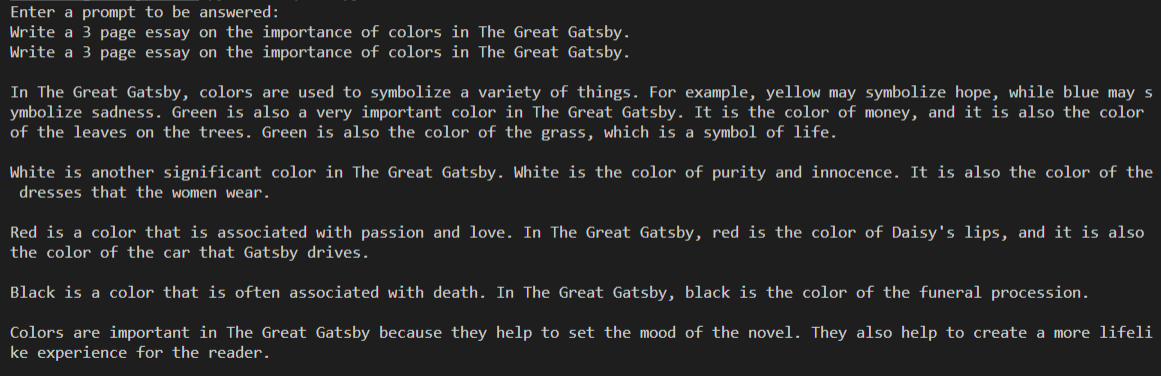 Enter a prompt to be answered:
Write a 3 page essay on the importance of colors in The Great Gatsby.
Write a 3 page essay on the importance of colors in The Great Gatsby.
In The Great Gatsby, colors are used to symbolize a variety of things. For example, yellow may symbolize hope, while blue may s
ymbolize sadness. Green is also a very important color in The Great Gatsby. It is the color of money, and it is also the color
of the leaves on the trees. Green is also the color of the grass, which is a symbol of life.
White is another significant color in The Great Gatsby. White is the color of purity and innocence. It is also the color of the
 dresses that the women wear.
Red is a color that is associated with passion and love. In The Great Gatsby, red is the color of Daisy's lips, and it is also
the color of the car that Gatsby drives.
Black is a color that is often associated with death. In The Great Gatsby, black is the color of the funeral procession.
Colors are important in The Great Gatsby because they help to set the mood of the novel. They also help to create a more lifeli
ke experience for the reader.